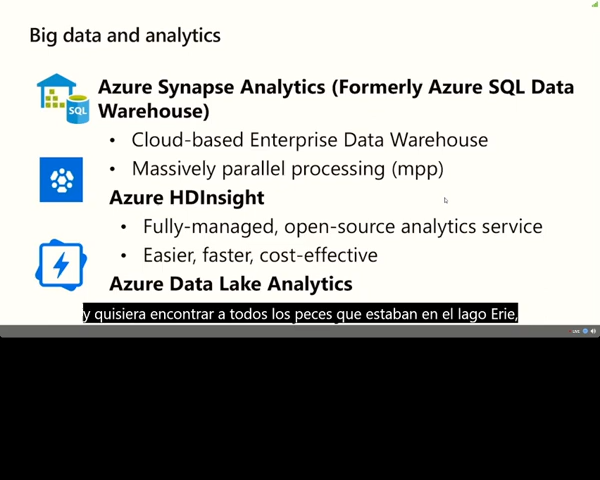 Big data and analytics
Azure Synapse Analytics (Formerly Azure SQL Data
Warehouse)
SQL
• Cloud-based Enterprise Data Warehouse
• Massively parallel processing (mpp)
Azure HDInsight
• Fully-managed, open-source analytics service
• Easier, faster, cost-effective
Azure Data Lake Analytics
y quisiera encontrar a todos los peces que estaban en el lago Erie,